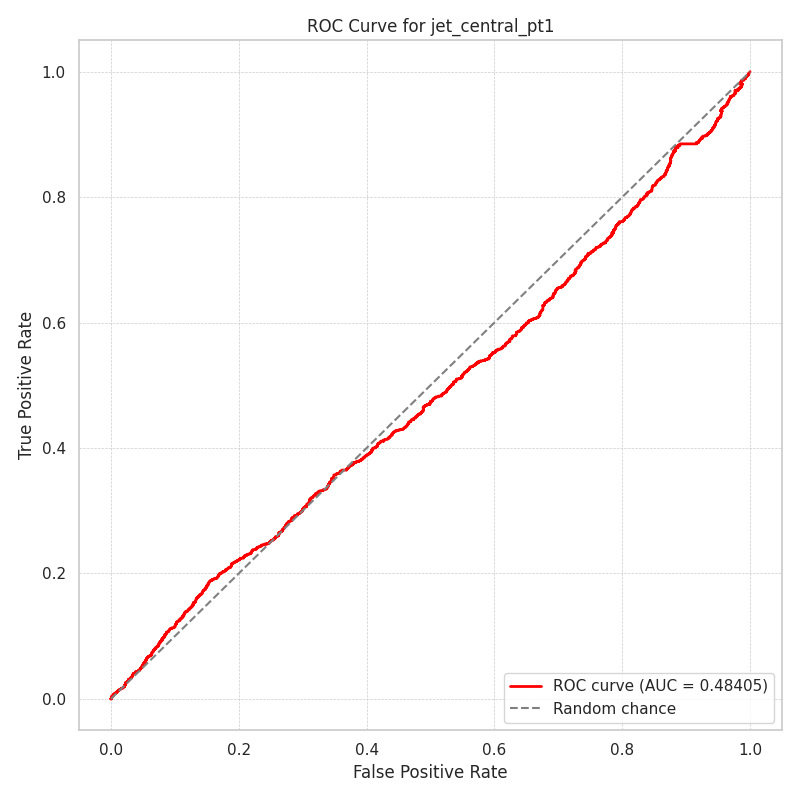 ROC Curve for jet_central_pt1
True Positive Rate
1.0
0.8
0.6
0.4
0.2
0.0
0.0 0.2 0.4 0.6 0.8 1.0
False Positive Rate
ROC curve (AUC = 0.48405)
Random chance